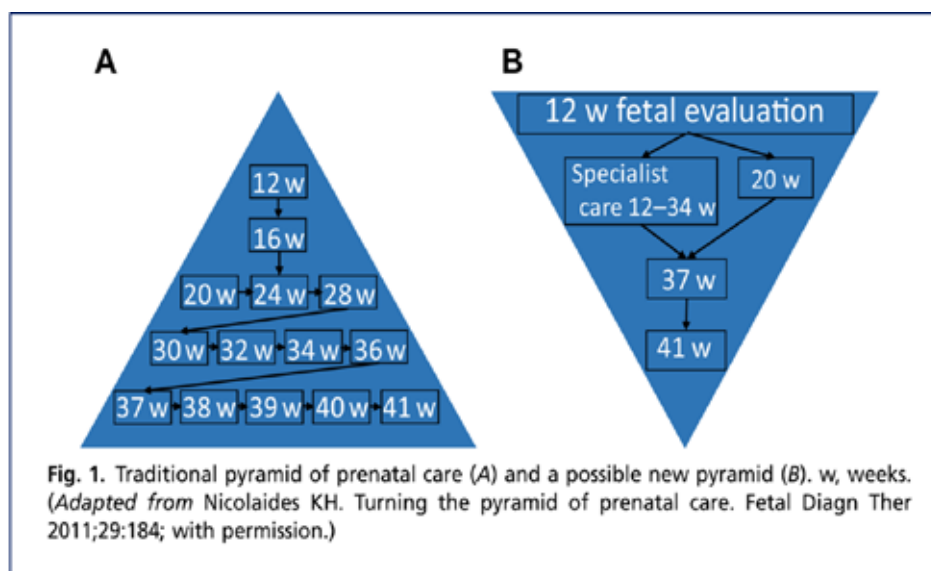 A
12 w
16 w
20 w 24 w 28 w
30 w 32 w 34 w 36 w
37 w 38 w 39 w 40 w 41 w
B
12 w fetal evaluation
Specialist
care 12–34 w
20 w
37 w
41 w
Fig. 1. Traditional pyramid of prenatal care (A) and a possible new pyramid (B). w, weeks.
(Adapted from Nicolaides KH. Turning the pyramid of prenatal care. Fetal Diagn Ther
2011;29:184; with permission.)